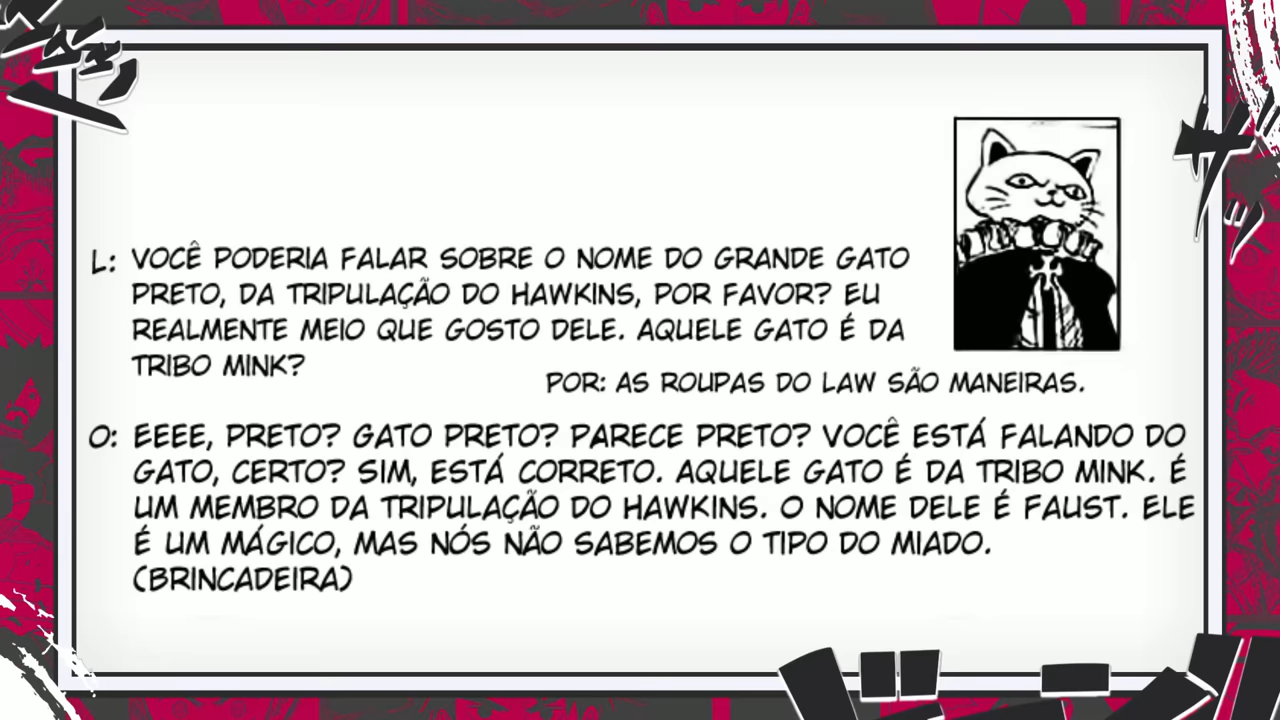 L: VOCÊ PODERIA FALAR SOBRE O NOME DO GRANDE GATO
PRETO, DA TRIPULAÇÃO DO HAWKINS, POR FAVOR? EU
REALMENTE MEIO QUE GOSTO DELE. AQUELE GATO É DA
TRIBO MINK?
POR: AS ROUPAS DO LAW SÃO MANEIRAS.
O: EEEE, PRETO? GATO PRETO? PARECE PRETO? VOCÊ ESTÁ FALANDO DO
GATO, CERTO? SIM, ESTÁ CORRETO. AQUELE GATO É DA TRIBO MINK. É
UM MEMBRO DA TRIPULAÇÃO DO HAWKINS. O NOME DELE É FAUST. ELE
É UM MÁGICO, MAS NÓS NÃO SABEMOS O TIPO DO MIADO.
(BRINCADEIRA)